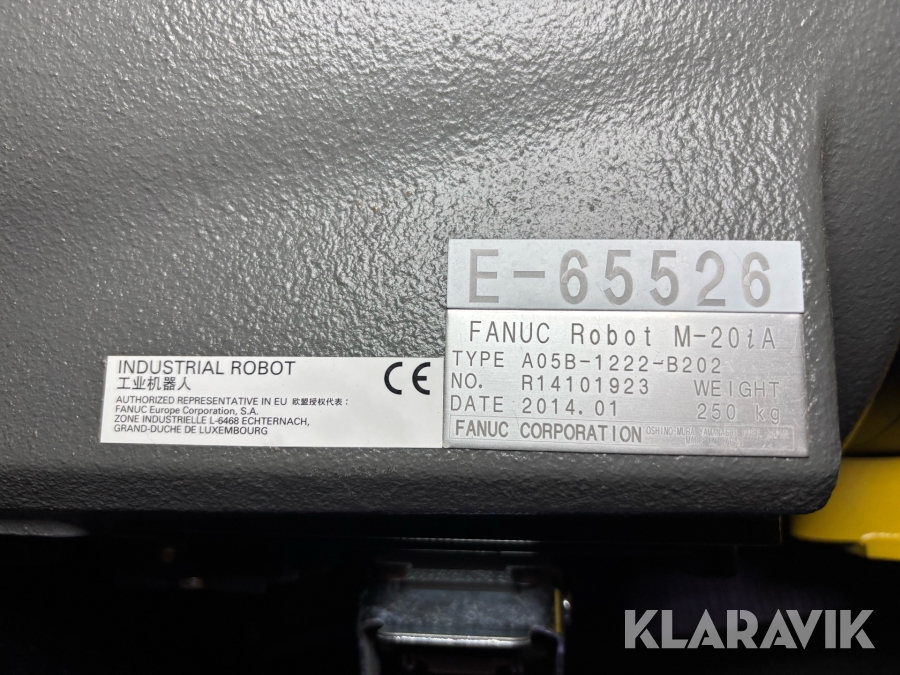 E-65526
FANUC Robot M-20iA
TYPE A05B-1222-B202
NO. R14101923 WEIGHT
DATE 2014.01 250 kg
FANUC CORPORATION OSHINO-MURA
INDUSTRIAL ROBOT CE
工业机器人
AUTHORIZED REPRESENTATIVE IN EU 欧盟授权代表：
FANUC Europe Corporation, S.A.
ZONE INDUSTRIELLE L-6468 ECHTERNACH,
GRAND-DUCHE DE LUXEMBOURG
KLARAVIK